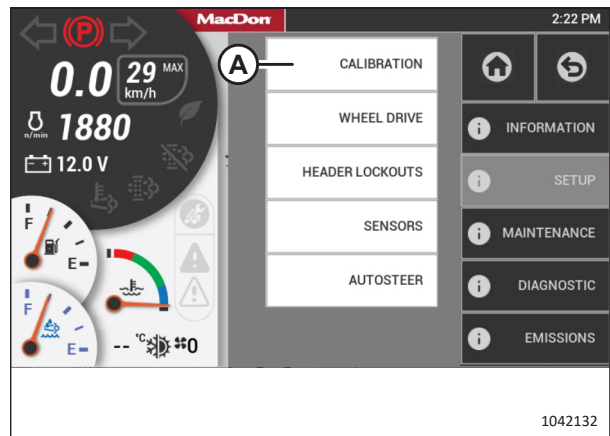 MacDon
2:22 PM
P
0.0
29 MAX
km/h
n/min 1880
12.0 V
F
E
F
E
-- °C
0
A
CALIBRATION
WHEEL DRIVE
HEADER LOCKOUTS
SENSORS
AUTOSTEER
i INFORMATION
i SETUP
i MAINTENANCE
i DIAGNOSTIC
i EMISSIONS
1042132